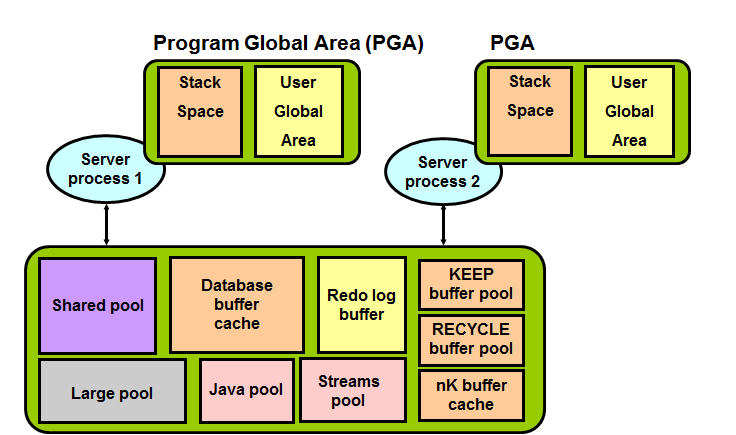 Program Global Area (PGA)
PGA
Stack
Space
User
Global
Area
Stack
Space
User
Global
Area
Server
process 1
Server
process 2
Shared pool
Database
buffer
cache
Redo log
buffer
KEEP
buffer pool
RECYCLE
buffer pool
nK buffer
cache
Large pool
Java pool
Streams
pool